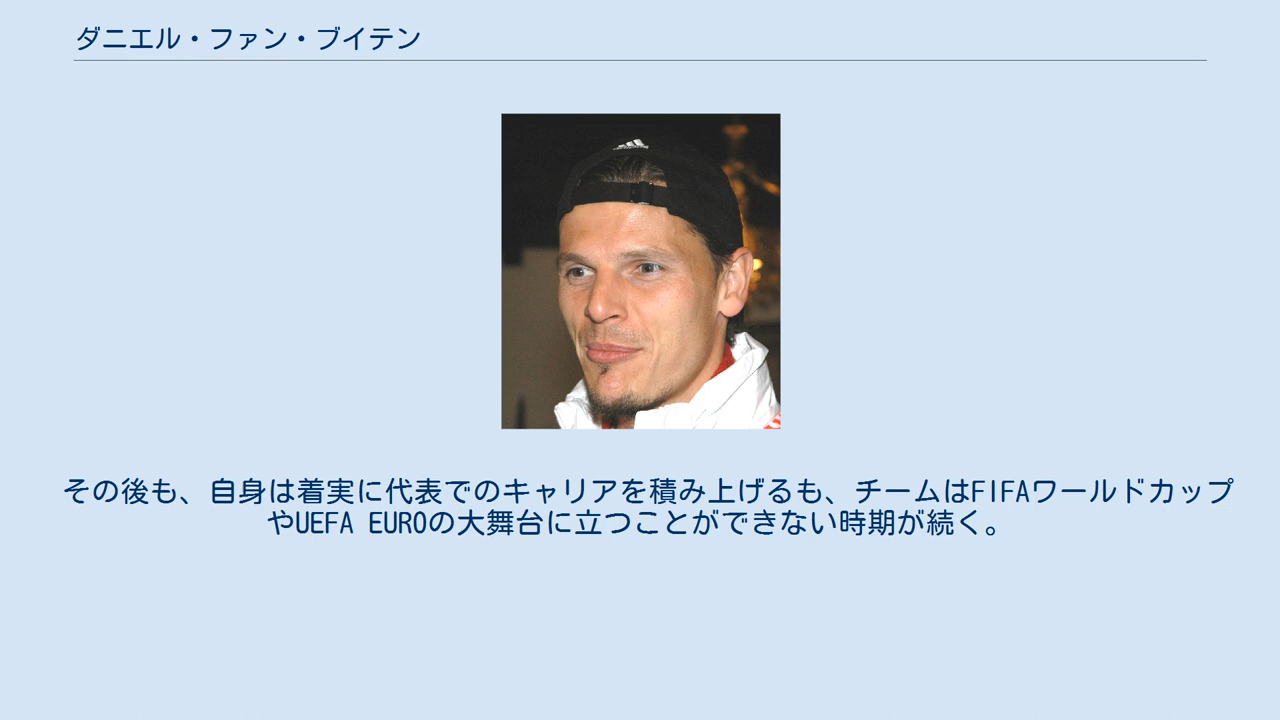 ダニエル・ファン・ブイテン
その後も、自身は着実に代表でのキャリアを積み上げるも、チームはFIFAワールドカップ
やUEFA EUROの大舞台に立つことができない時期が続く。